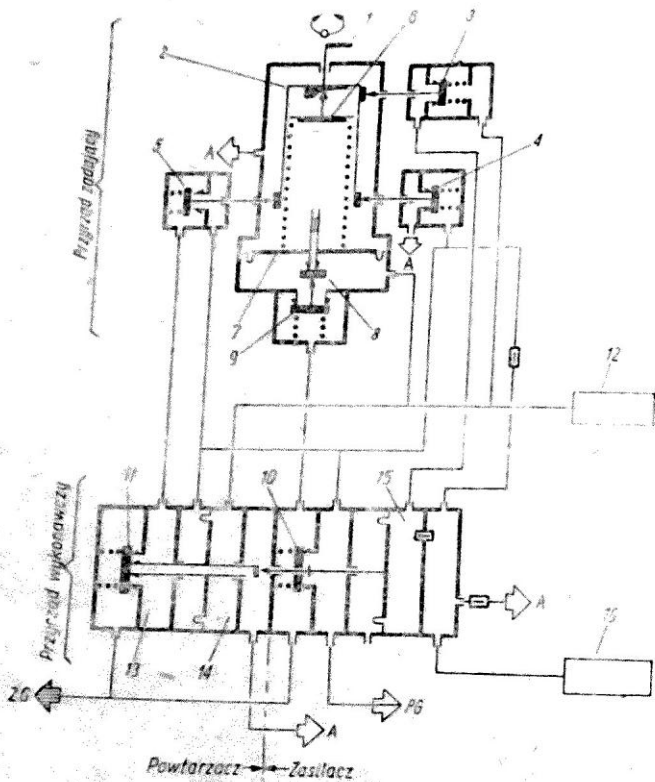 1 6 3
2
A
5 4
A
7 8
9
12
Przyrząd zadający
11 10 15
Przyrząd wykonawczy
A
13 14 16
ZG PG
A
Powtarzacz Zasilacz